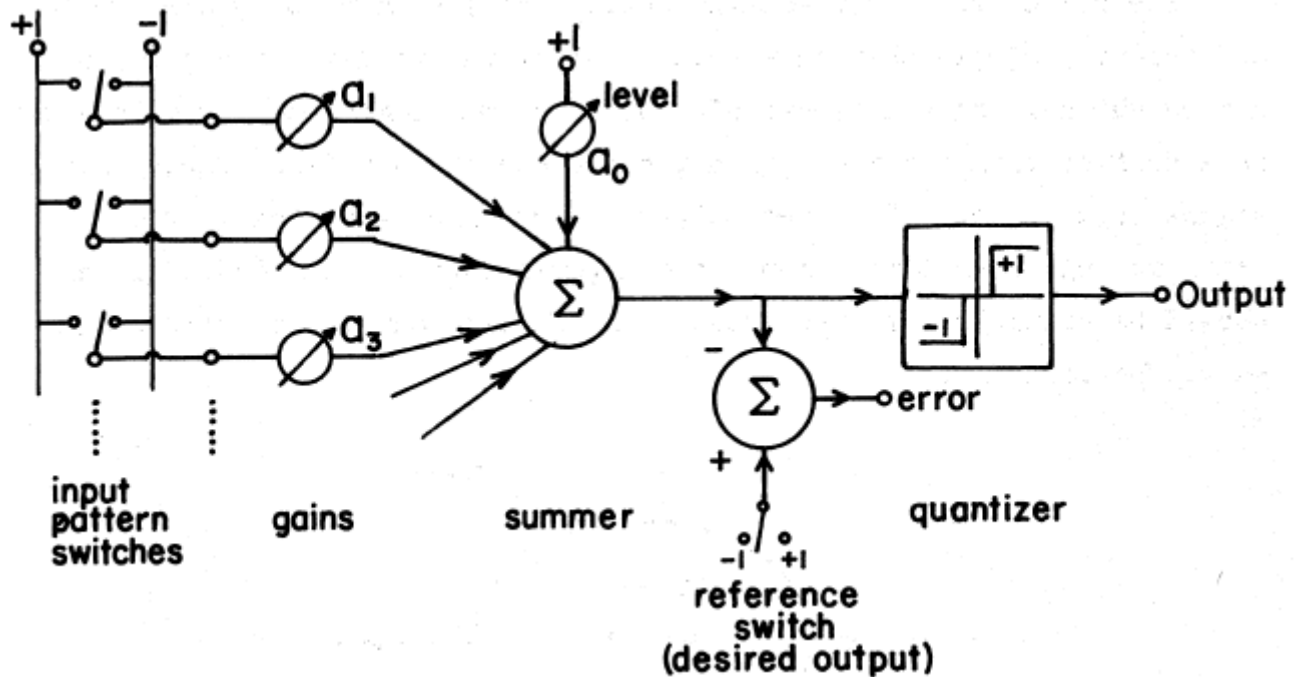 +1 -1 +1
a₁ level
a₀
a₂
+1
Σ Output
-1
a₃ -
Σ error
+
input pattern switches
gains
summer
quantizer
-1 +1
reference
switch
(desired output)